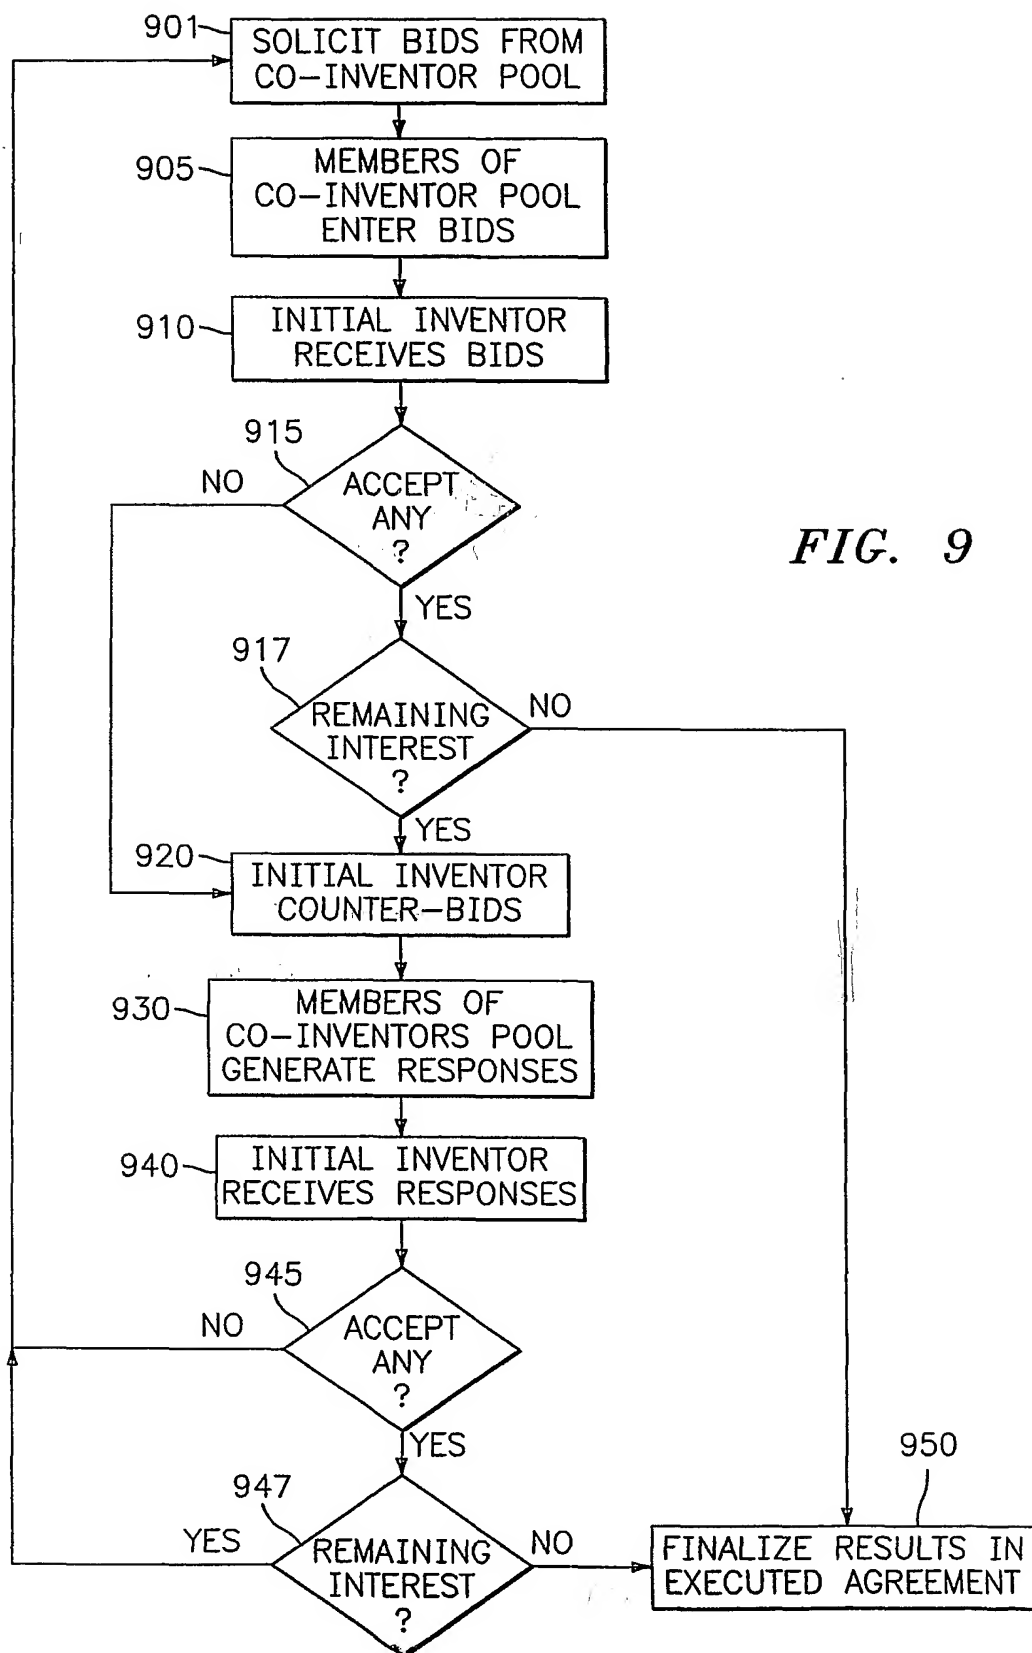 901
SOLICIT BIDS FROM
CO-INVENTOR POOL
905
MEMBERS OF
CO-INVENTOR POOL
ENTER BIDS
910
INITIAL INVENTOR
RECEIVES BIDS
915
NO
ACCEPT
ANY
?
FIG. 9
YES
917
REMAINING
INTEREST
?
NO
YES
920
INITIAL INVENTOR
COUNTER-BIDS
930
MEMBERS OF
CO-INVENTORS POOL
GENERATE RESPONSES
940
INITIAL INVENTOR
RECEIVES RESPONSES
945
NO
ACCEPT
ANY
?
YES
947
YES
REMAINING
INTEREST
?
NO
950
FINALIZE RESULTS IN
EXECUTED AGREEMENT